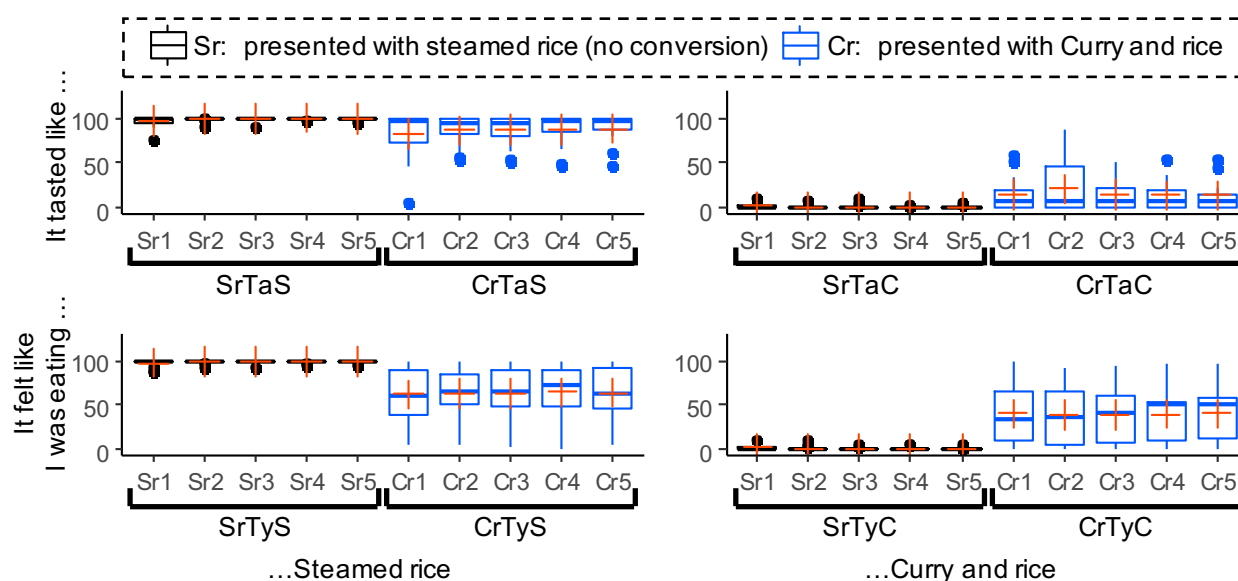 Sr: presented with steamed rice (no conversion) Cr: presented with Curry and rice
It tasted like …
100 100
50 50
0 0
Sr1 Sr2 Sr3 Sr4 Sr5 Cr1 Cr2 Cr3 Cr4 Cr5 Sr1 Sr2 Sr3 Sr4 Sr5 Cr1 Cr2 Cr3 Cr4 Cr5
SrTaS CrTaS SrTaC CrTaC
It felt like
I was eating …
100 100
50 50
0 0
Sr1 Sr2 Sr3 Sr4 Sr5 Cr1 Cr2 Cr3 Cr4 Cr5 Sr1 Sr2 Sr3 Sr4 Sr5 Cr1 Cr2 Cr3 Cr4 Cr5
SrTyS CrTyS SrTyC CrTyC
…Steamed rice …Curry and rice